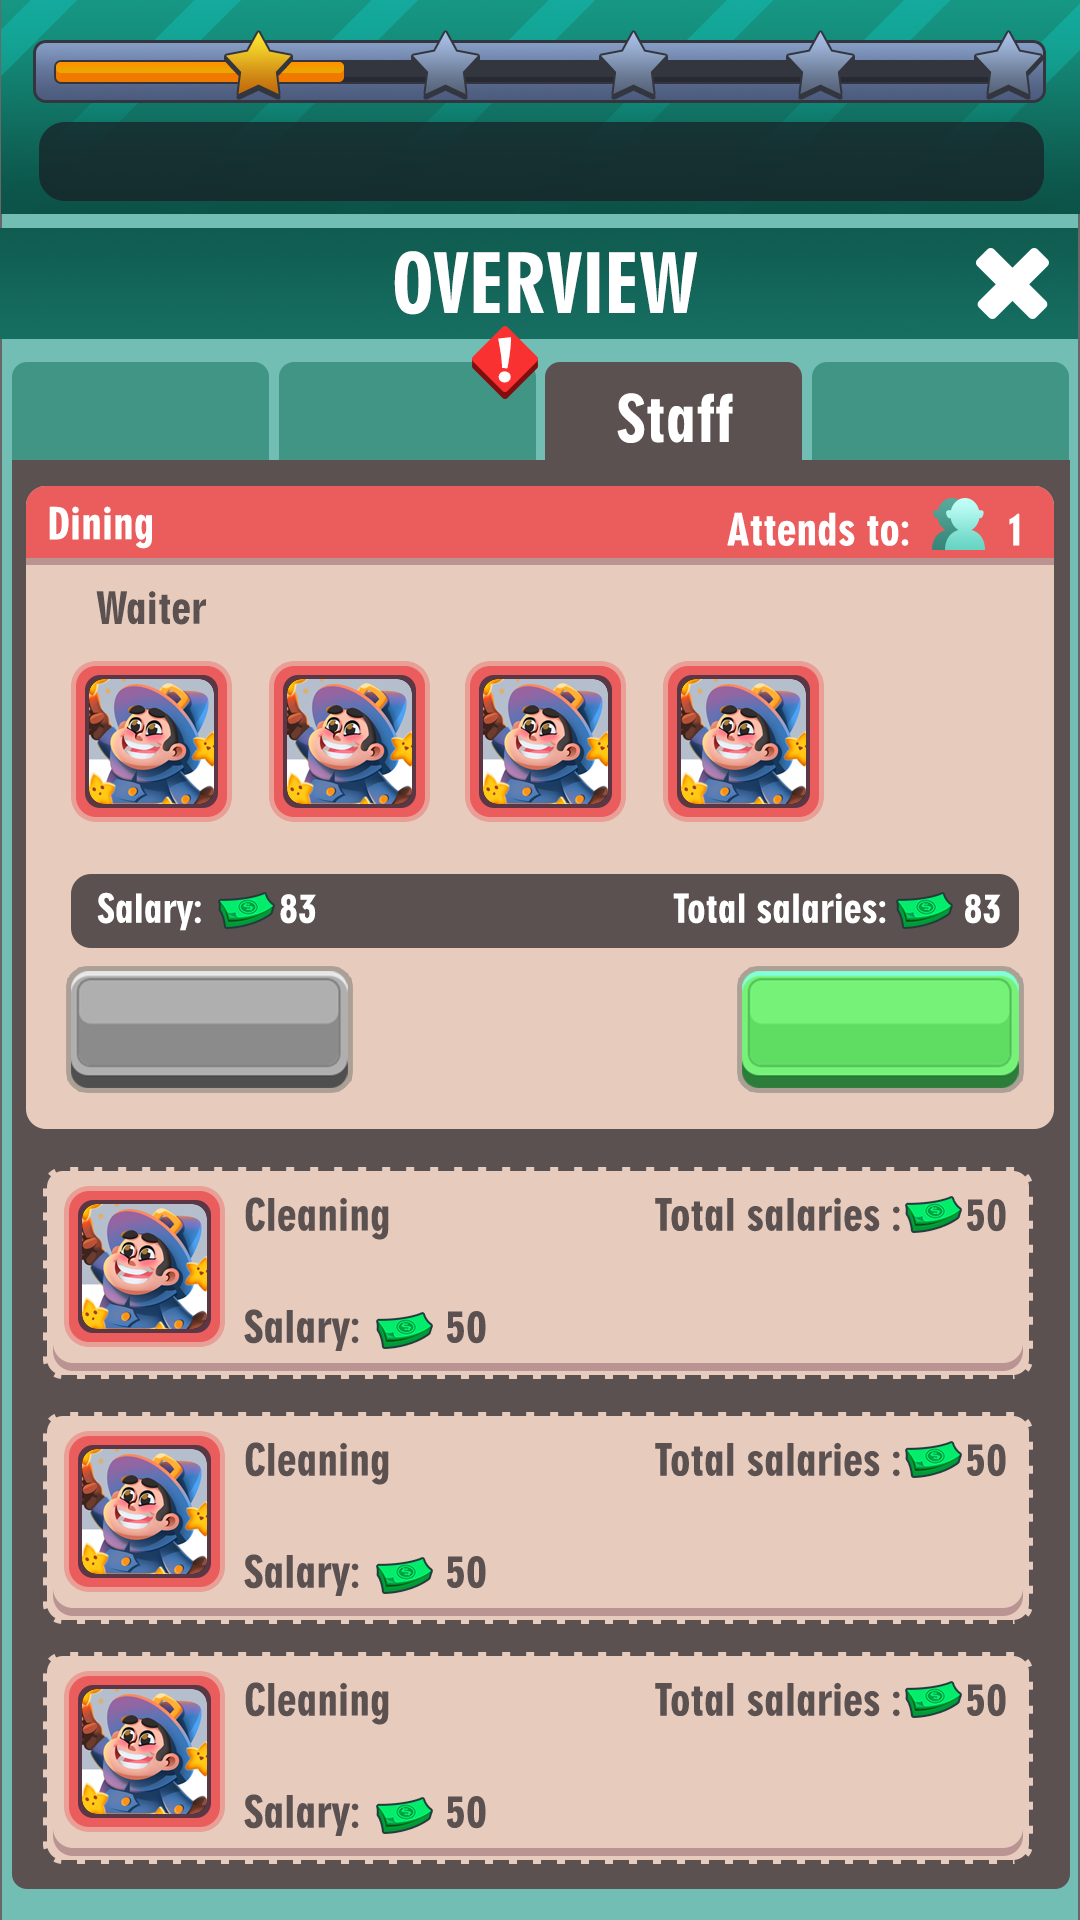 OVERVIEW
!
Staff
Dining
Attends to: 1
Waiter
Salary: 83
Total salaries: 83
Cleaning
Total salaries : 50
Salary: 50
Cleaning
Total salaries : 50
Salary: 50
Cleaning
Total salaries : 50
Salary: 50